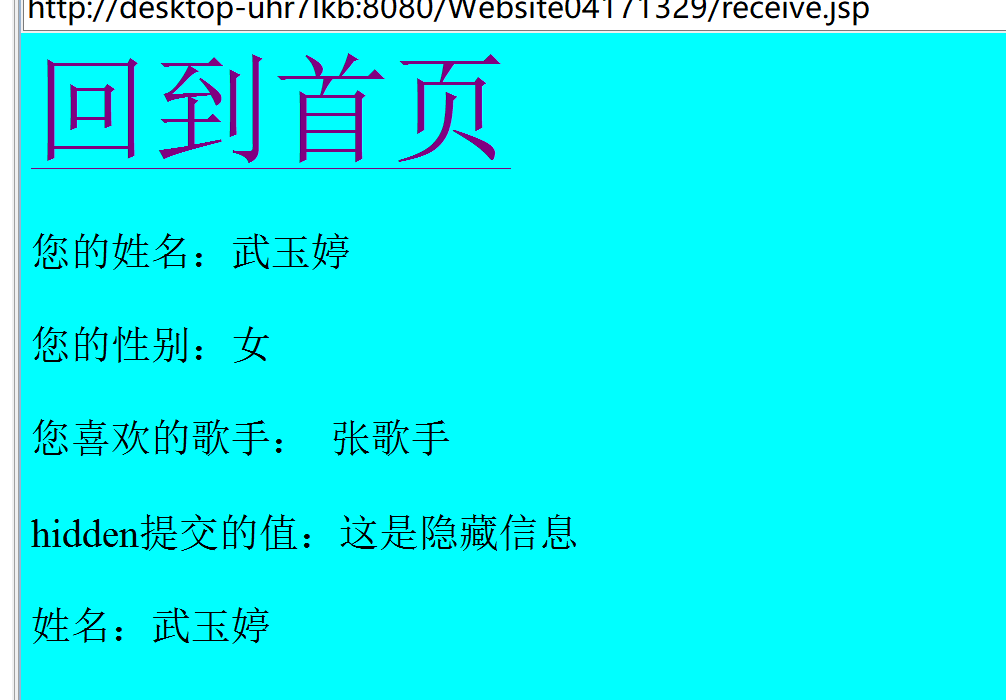 http://desktop-uhr7lkb:8080/Website04171329/receive.jsp
回到首页
您的姓名：武玉婷
您的性别：女
您喜欢的歌手： 张歌手
hidden提交的值：这是隐藏信息
姓名：武玉婷